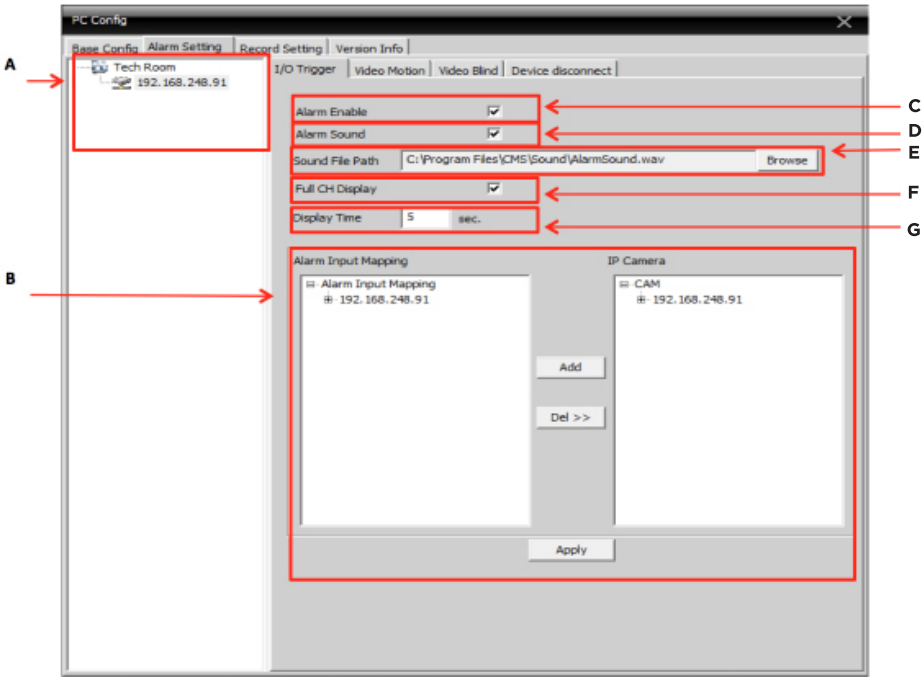 PC Config
Base Config Alarm Setting Record Setting Version Info
A
Tech Room
192.168.248.91
I/O Trigger Video Motion Video Blind Device disconnect
Alarm Enable
C
Alarm Sound
D
Sound File Path C:\Program Files\CMS\Sound\AlarmSound.wav Browse
E
Full CH Display
F
Display Time 5 sec.
G
B
Alarm Input Mapping
IP Camera
Alarm Input Mapping
192.168.248.91
CAM
192.168.248.91
Add
Del >>
Apply